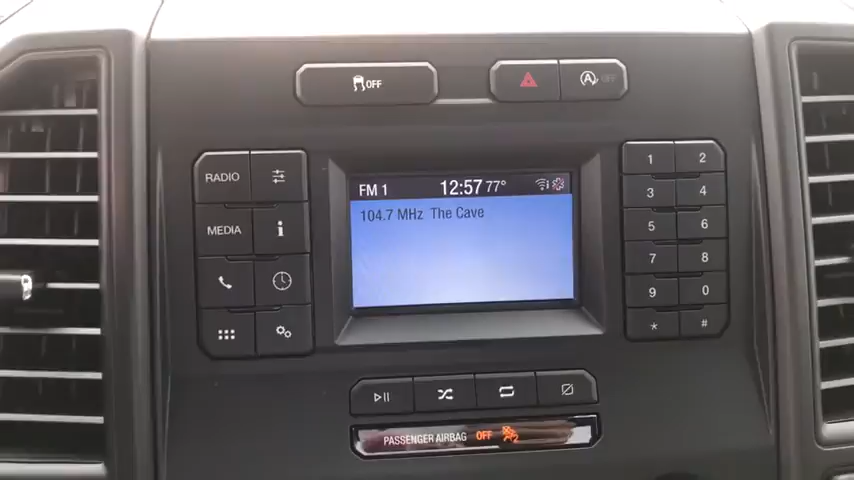 OFF
A OFF
RADIO
MEDIA
FM 1 12:57 77°
104.7 MHz The Cave
1 2
3 4
5 6
7 8
9 0
* #
PASSENGER AIRBAG OFF 2